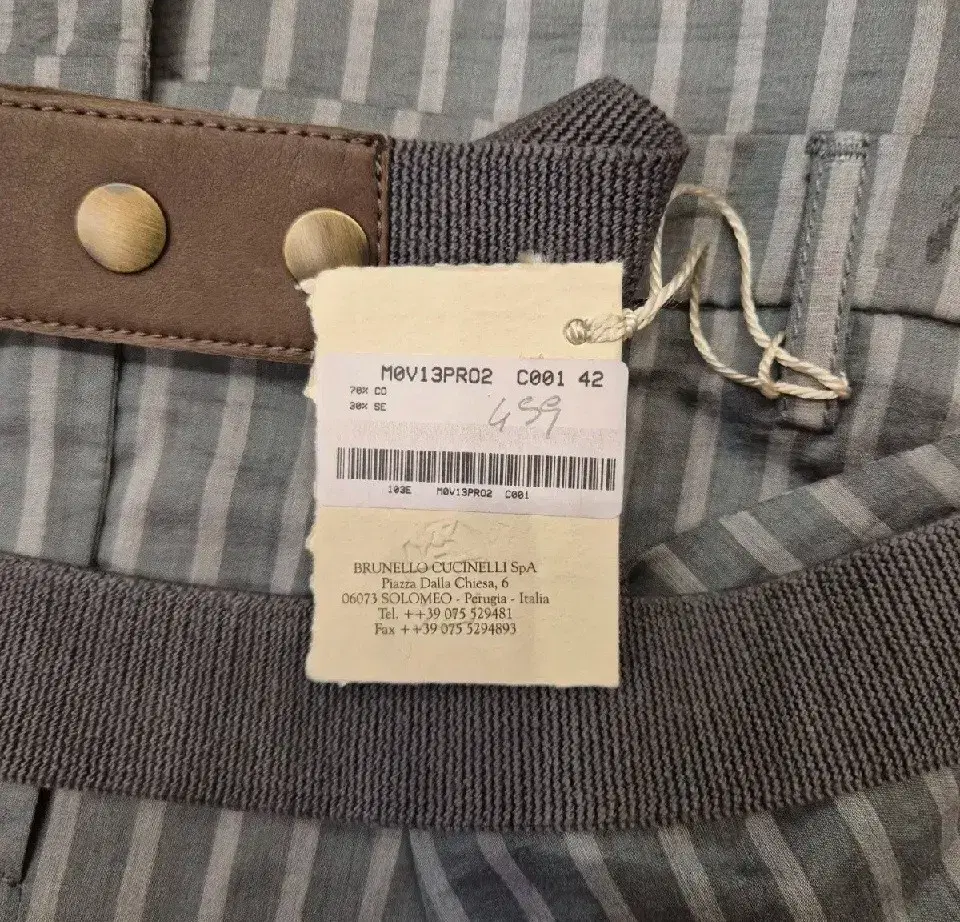 M0V13PR02 C001 42
70% CO
30% SE
459
103E M0V13PR02 C001
BRUNELLO CUCINELLI SpA
Piazza Dalla Chiesa, 6
06073 SOLOMEO - Perugia - Italia
Tel. ++39 075 529481
Fax ++39 075 5294893